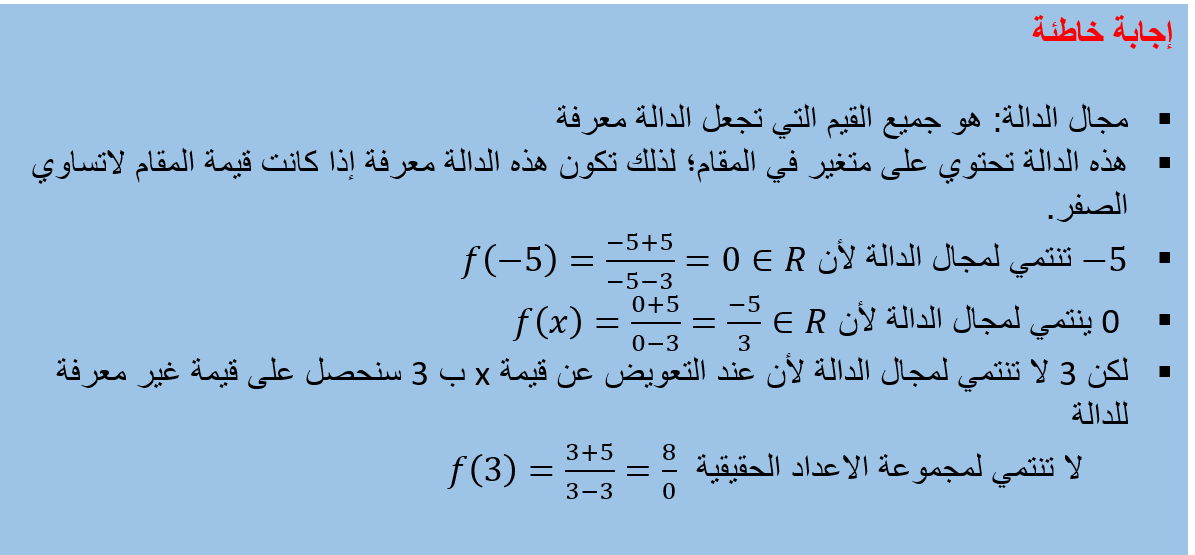 إجابة خاطئة
▪ مجال الدالة: هو جميع القيم التي تجعل الدالة معرفة
▪ هذه الدالة تحتوي على متغير في المقام؛ لذلك تكون هذه الدالة معرفة إذا كانت قيمة المقام لاتساوي
الصفر.
▪ −5 تنتمي لمجال الدالة لأن f(−5) = \frac{−5+5}{−5−3} = 0 ∈ R
▪ 0 ينتمي لمجال الدالة لأن f(x) = \frac{0+5}{0−3} = \frac{−5}{3} ∈ R
▪ لكن 3 لا تنتمي لمجال الدالة لأن عند التعويض عن قيمة x ب 3 سنحصل على قيمة غير معرفة
للدالة
لا تنتمي لمجموعة الاعداد الحقيقية f(3) = \frac{3+5}{3−3} = \frac{8}{0}